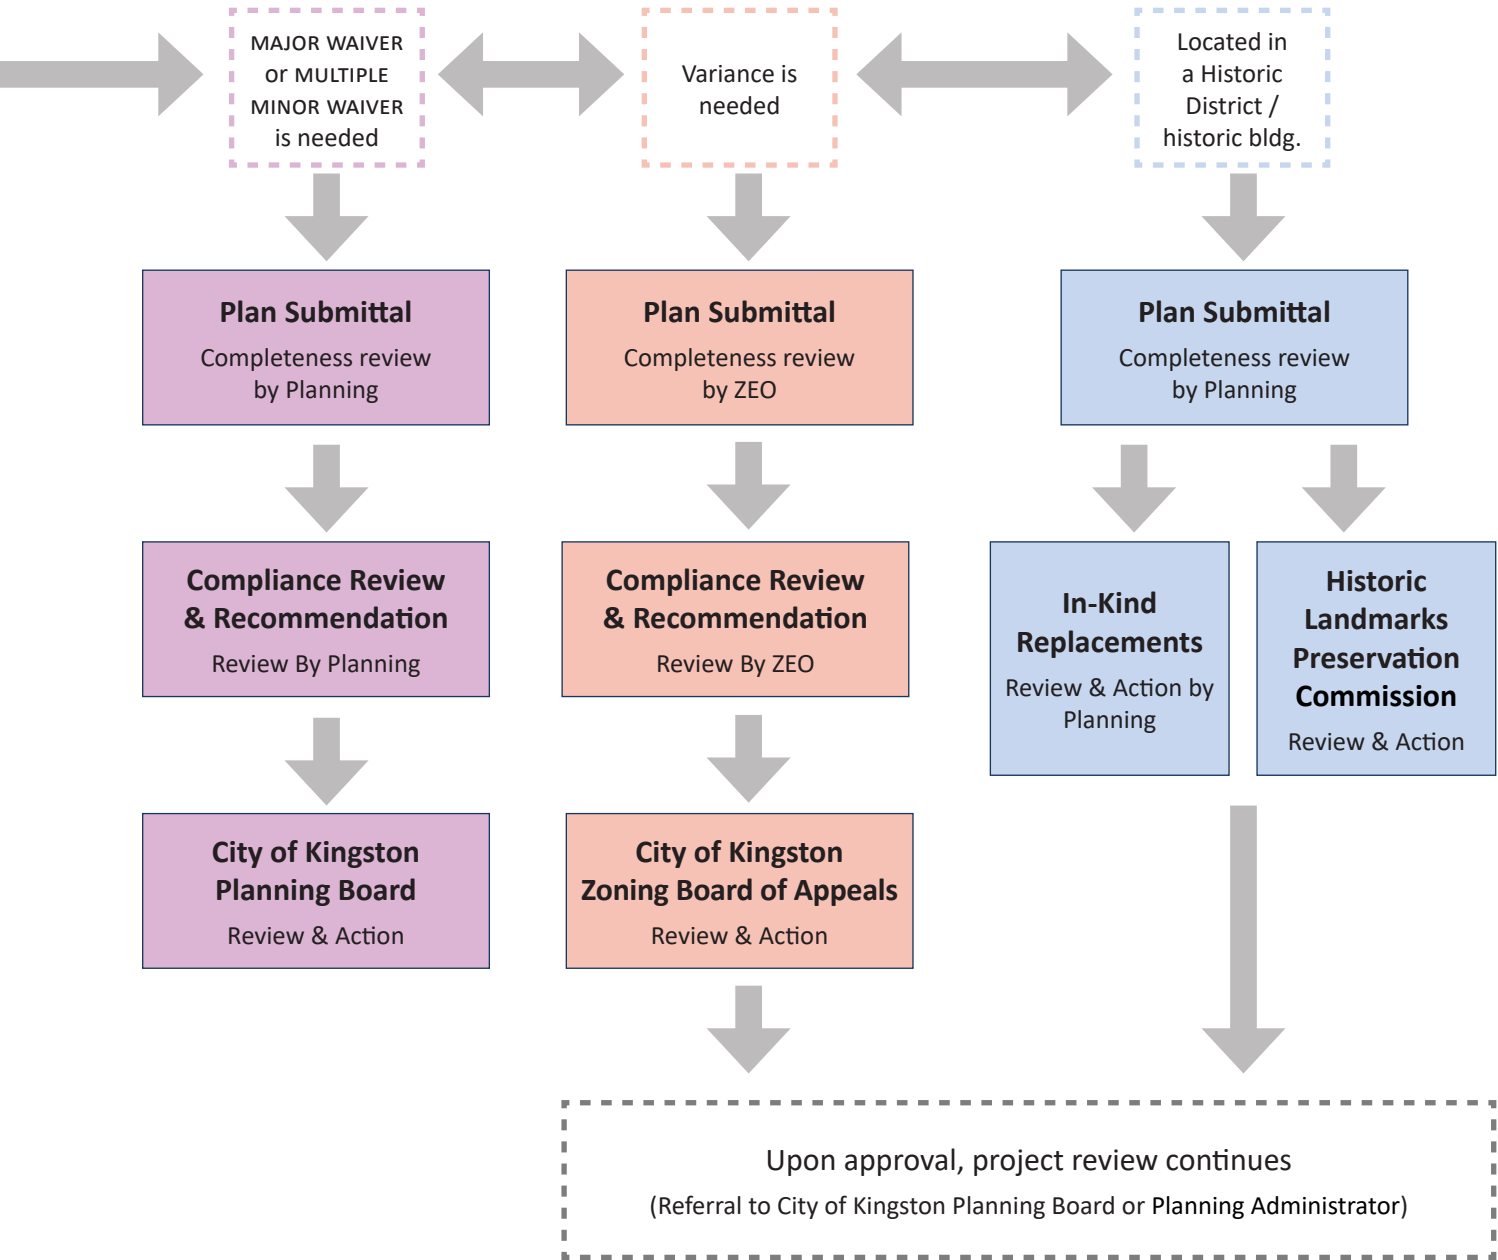 MAJOR WAIVER
or MULTIPLE
MINOR WAIVER
is needed
Variance is
needed
Located in
a Historic
District /
historic bldg.
Plan Submittal
Completeness review
by Planning
Plan Submittal
Completeness review
by ZEO
Plan Submittal
Completeness review
by Planning
Compliance Review
& Recommendation
Review By Planning
Compliance Review
& Recommendation
Review By ZEO
In-Kind
Replacements
Review & Action by
Planning
Historic
Landmarks
Preservation
Commission
Review & Action
City of Kingston
Planning Board
Review & Action
City of Kingston
Zoning Board of Appeals
Review & Action
Upon approval, project review continues
(Referral to City of Kingston Planning Board or Planning Administrator)